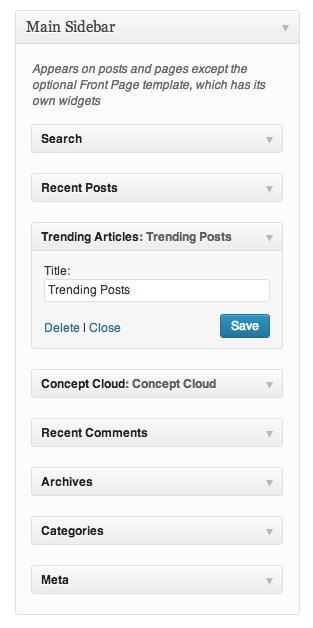 Main Sidebar
Appears on posts and pages except the
optional Front Page template, which has its
own widgets
Search
Recent Posts
Trending Articles: Trending Posts
Title:
Trending Posts
Delete | Close
Save
Concept Cloud: Concept Cloud
Recent Comments
Archives
Categories
Meta